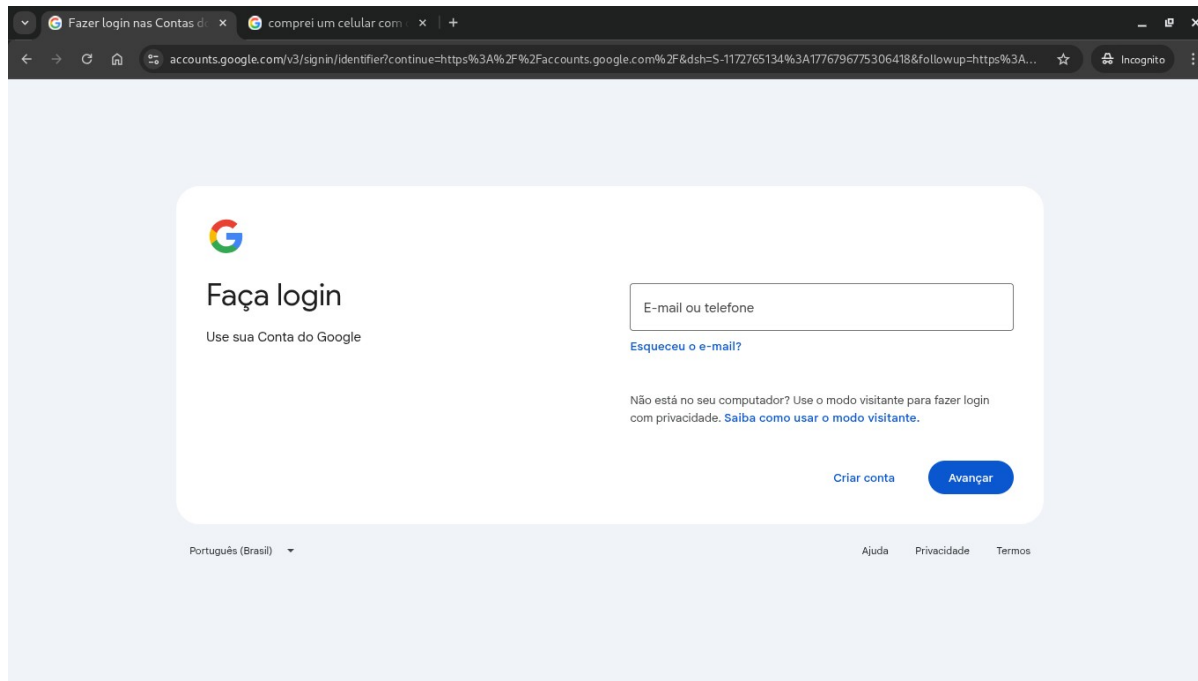 Fazer login nas Contas d
comprei um celular com
accounts.google.com/v3/signin/identifier?continue=https%3A%2F%2Faccounts.google.com%2F&dsh=S-1172765134%3A1776796775306418&followup=https%3A...
Incognito
Faça login
Use sua Conta do Google
E-mail ou telefone
Esqueceu o e-mail?
Não está no seu computador? Use o modo visitante para fazer login
com privacidade. Saiba como usar o modo visitante.
Criar conta
Avançar
Português (Brasil)
Ajuda
Privacidade
Termos